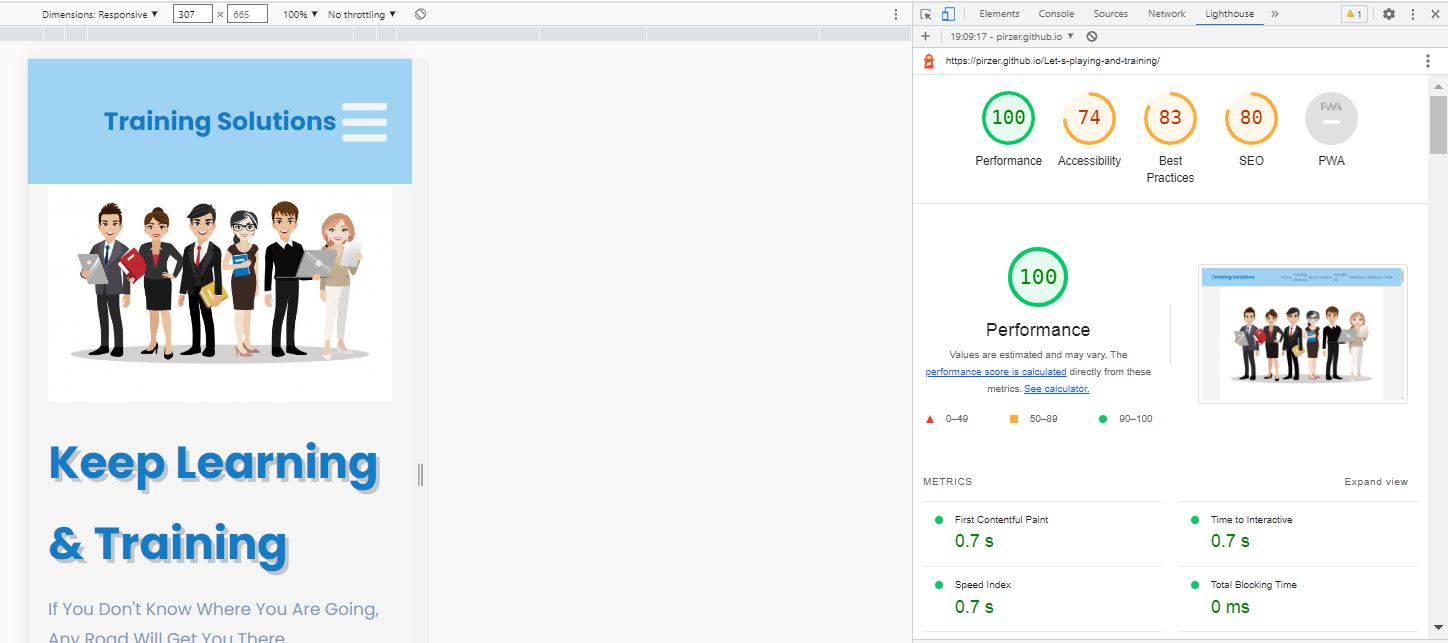 Dimensions: Responsive ▼ 307 × 665 100% ▼ No throttling ▼
Elements Console Sources Network Lighthouse » 1
+ 19:09:17 - pirzer.github.io ▼
https://pirzer.github.io/Let-s-playing-and-training/
Training Solutions
Keep Learning
& Training
If You Don't Know Where You Are Going,
Any Road Will Get You There
100 74 83 80 PWA
Performance Accessibility Best Practices SEO PWA
100
Performance
Values are estimated and may vary. The
performance score is calculated directly from these
metrics. See calculator.
0–49 50–89 90–100
Training Solutions
METRICS Expand view
First Contentful Paint
0.7 s
Time to Interactive
0.7 s
Speed Index
0.7 s
Total Blocking Time
0 ms